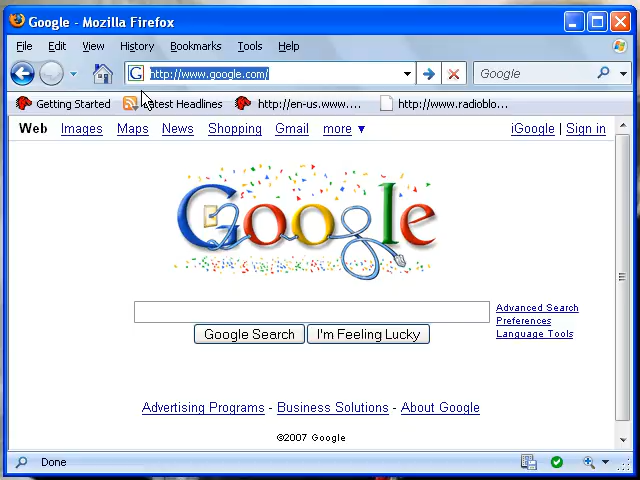 Google - Mozilla Firefox
File Edit View History Bookmarks Tools Help
G http://www.google.com/ Google
Getting Started Latest Headlines http://en-us.www.... http://www.radioblo...
Web Images Maps News Shopping Gmail more ▼ iGoogle | Sign in
Google
Advanced Search
Preferences
Language Tools
Google Search I'm Feeling Lucky
Advertising Programs - Business Solutions - About Google
©2007 Google
Done